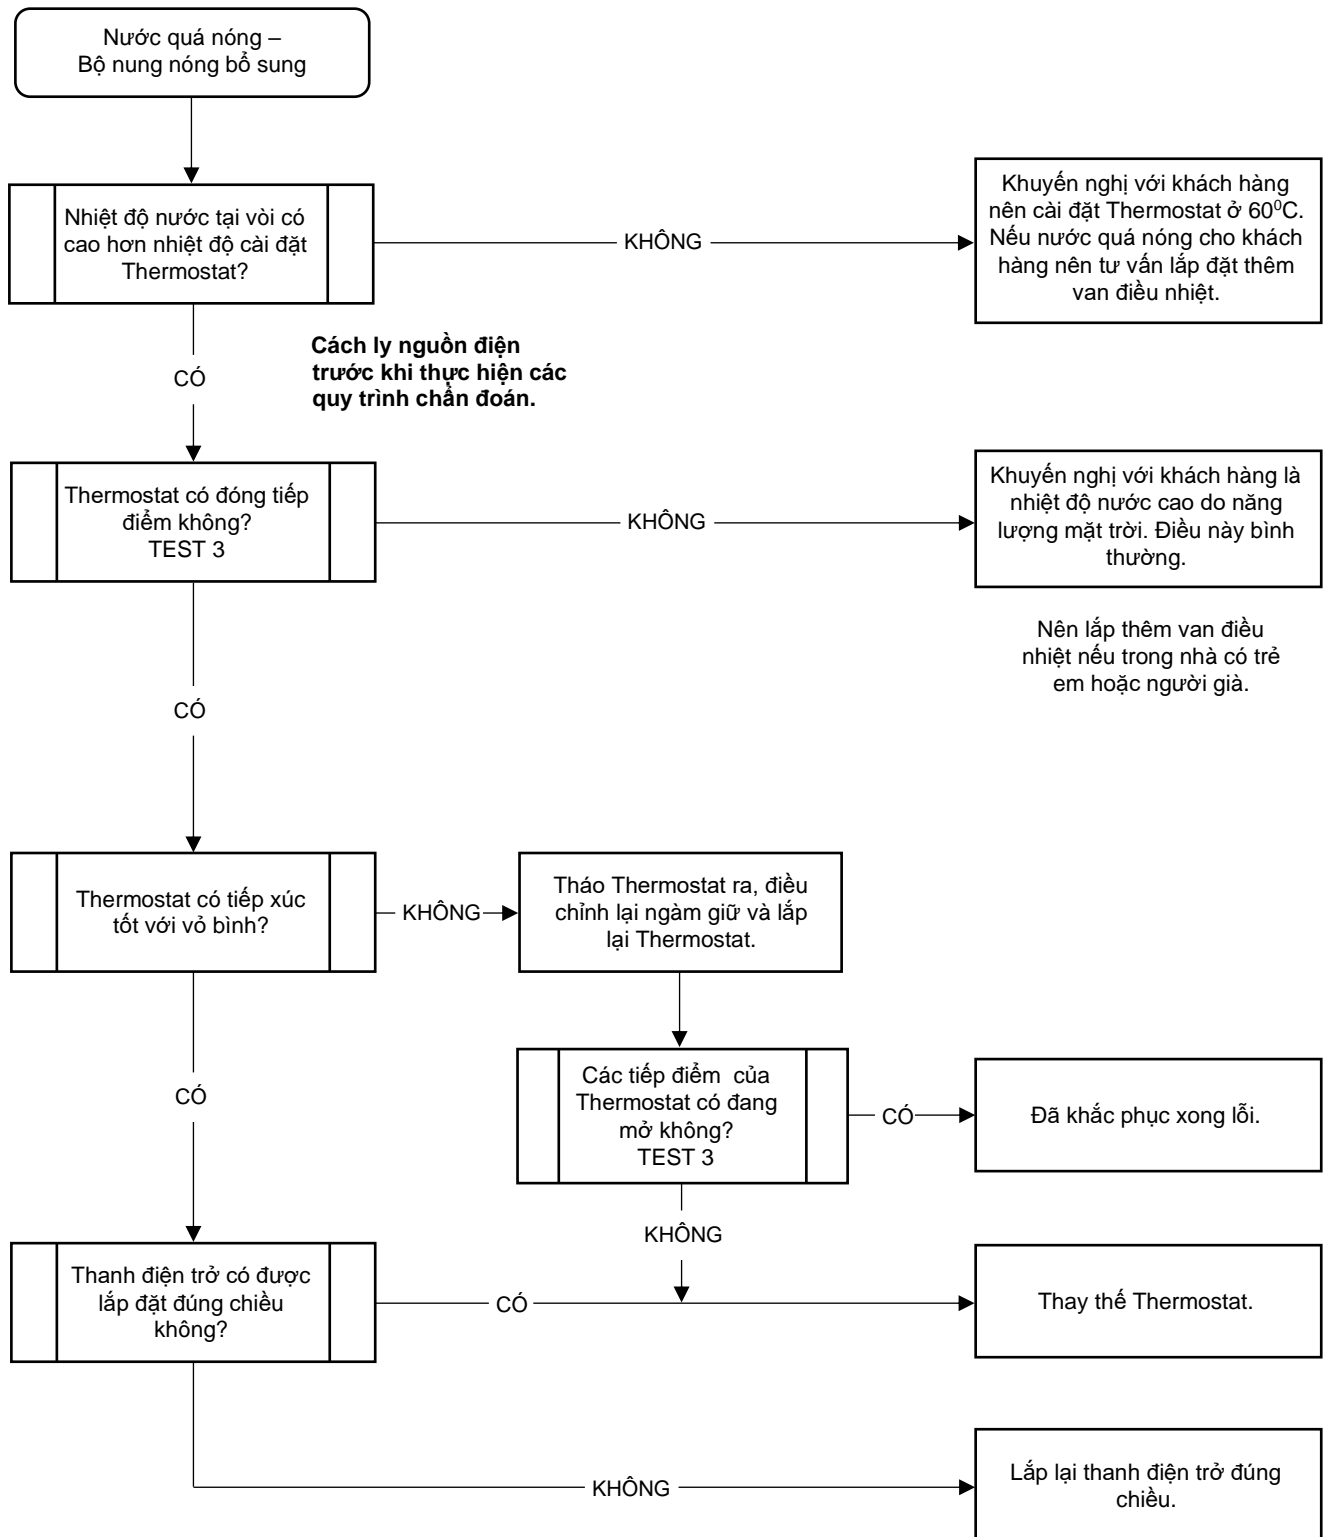 Nước quá nóng –
Bộ nung nóng bổ sung
Nhiệt độ nước tại vòi có
cao hơn nhiệt độ cài đặt
Thermostat?
KHÔNG
Khuyến nghị với khách hàng
nên cài đặt Thermostat ở 60⁰C.
Nếu nước quá nóng cho khách
hàng nên tư vấn lắp đặt thêm
van điều nhiệt.
CÓ
Cách ly nguồn điện
trước khi thực hiện các
quy trình chẩn đoán.
Thermostat có đóng tiếp
điểm không?
TEST 3
KHÔNG
Khuyến nghị với khách hàng là
nhiệt độ nước cao do năng
lượng mặt trời. Điều này bình
thường.
Nên lắp thêm van điều
nhiệt nếu trong nhà có trẻ
em hoặc người già.
CÓ
Thermostat có tiếp xúc
tốt với vỏ bình?
KHÔNG
Tháo Thermostat ra, điều
chỉnh lại ngàm giữ và lắp
lại Thermostat.
CÓ
Các tiếp điểm của
Thermostat có đang
mở không?
TEST 3
CÓ
Đã khắc phục xong lỗi.
KHÔNG
Thanh điện trở có được
lắp đặt đúng chiều
không?
CÓ
Thay thế Thermostat.
KHÔNG
Lắp lại thanh điện trở đúng
chiều.